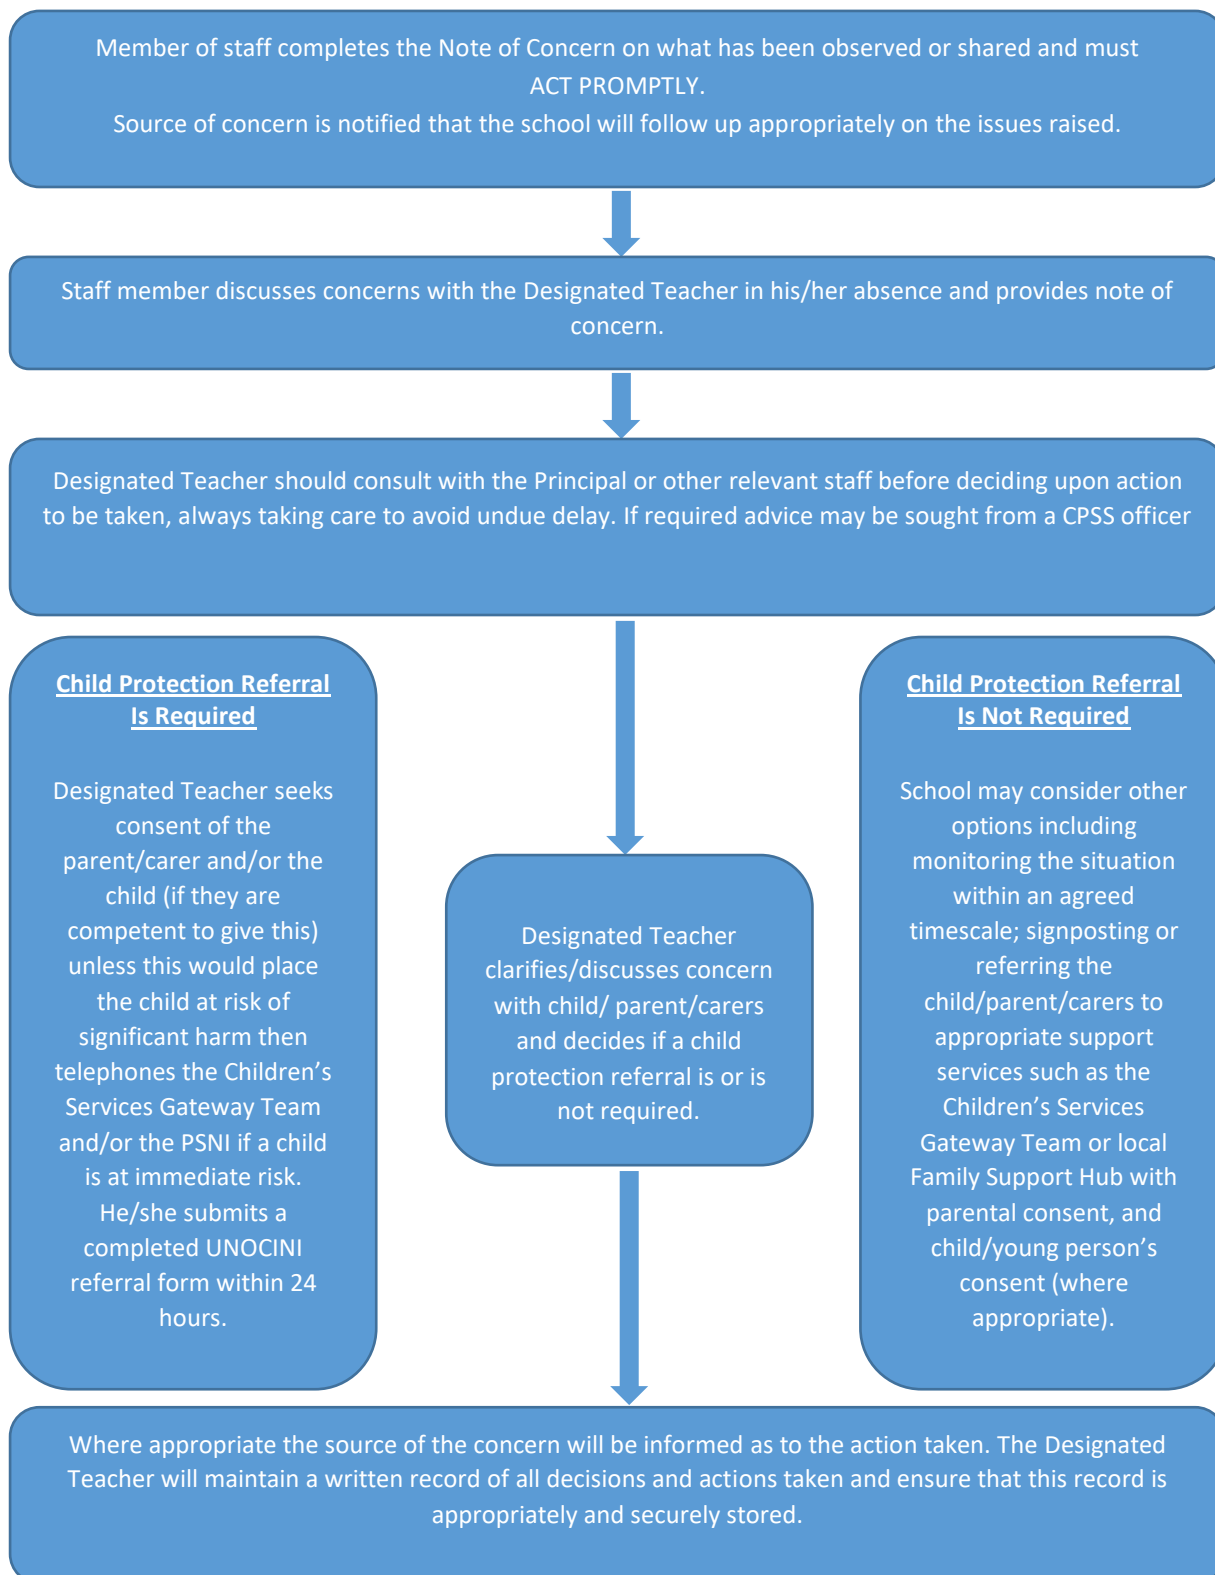 Member of staff completes the Note of Concern on what has been observed or shared and must
ACT PROMPTLY.
Source of concern is notified that the school will follow up appropriately on the issues raised.
Staff member discusses concerns with the Designated Teacher in his/her absence and provides note of
concern.
Designated Teacher should consult with the Principal or other relevant staff before deciding upon action
to be taken, always taking care to avoid undue delay. If required advice may be sought from a CPSS officer
Child Protection Referral
Is Required
Designated Teacher seeks
consent of the
parent/carer and/or the
child (if they are
competent to give this)
unless this would place
the child at risk of
significant harm then
telephones the Children’s
Services Gateway Team
and/or the PSNI if a child
is at immediate risk.
He/she submits a
completed UNOCINI
referral form within 24
hours.
Designated Teacher
clarifies/discusses concern
with child/ parent/carers
and decides if a child
protection referral is or is
not required.
Child Protection Referral
Is Not Required
School may consider other
options including
monitoring the situation
within an agreed
timescale; signposting or
referring the
child/parent/carers to
appropriate support
services such as the
Children’s Services
Gateway Team or local
Family Support Hub with
parental consent, and
child/young person’s
consent (where
appropriate).
Where appropriate the source of the concern will be informed as to the action taken. The Designated
Teacher will maintain a written record of all decisions and actions taken and ensure that this record is
appropriately and securely stored.